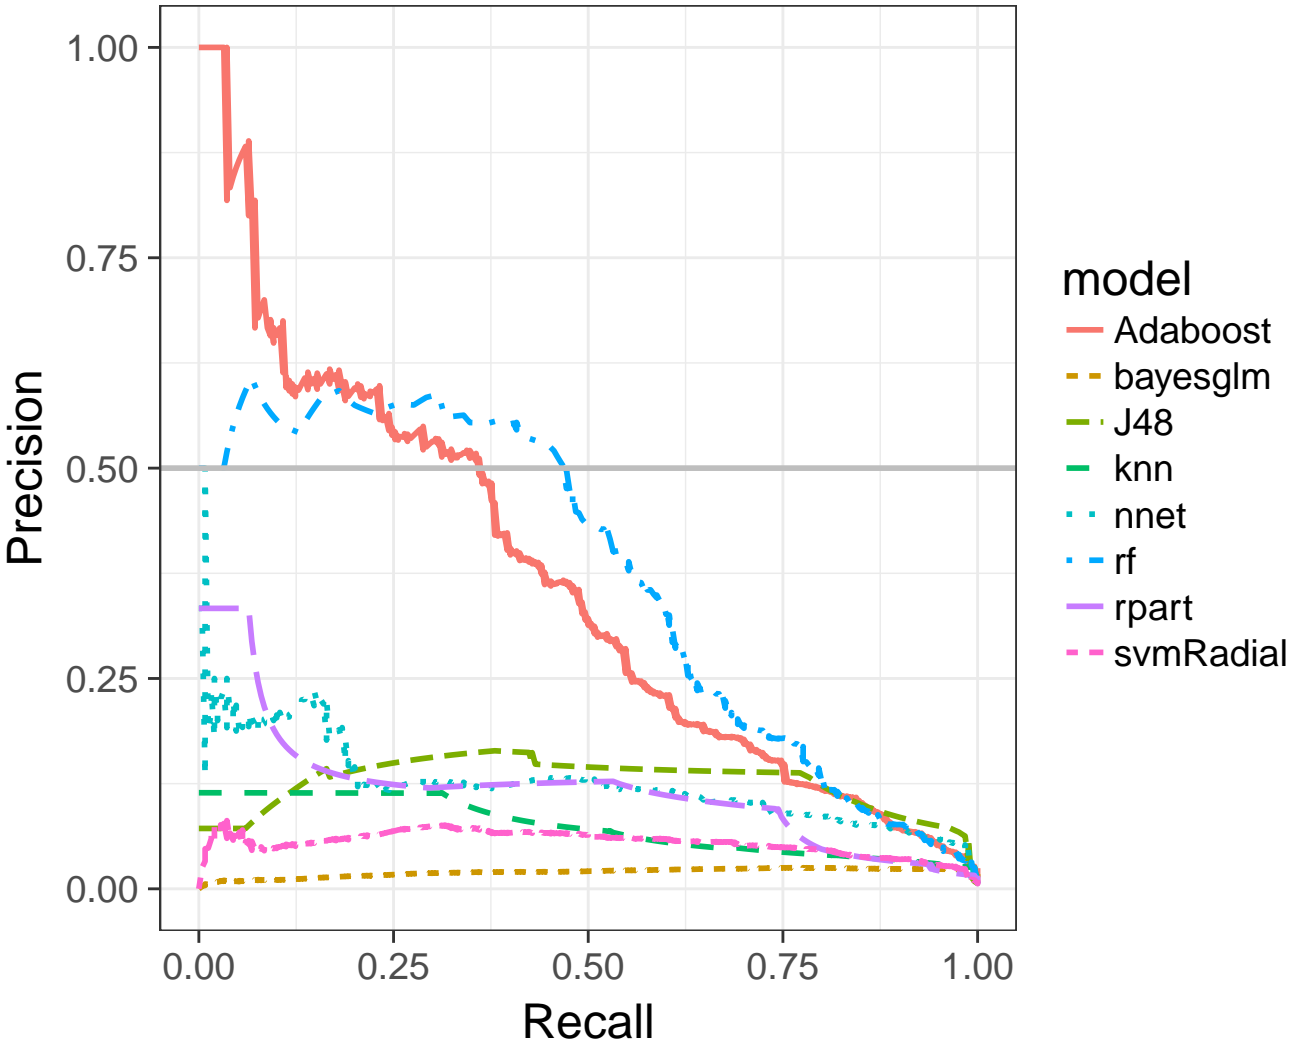 Precision
1.00
0.75
0.50
0.25
0.00
0.00 0.25 0.50 0.75 1.00
Recall
model
Adaboost
bayesglm
J48
knn
nnet
rf
rpart
svmRadial